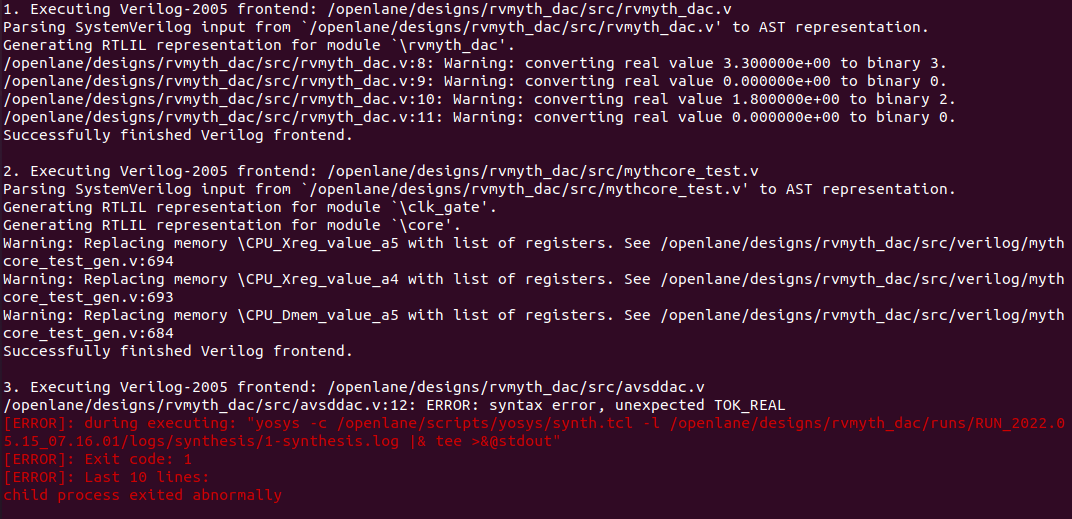 1. Executing Verilog-2005 frontend: /openlane/designs/rvmyth_dac/src/rvmyth_dac.v
Parsing SystemVerilog input from `/openlane/designs/rvmyth_dac/src/rvmyth_dac.v' to AST representation.
Generating RTLIL representation for module `\rvmyth_dac'.
/openlane/designs/rvmyth_dac/src/rvmyth_dac.v:8: Warning: converting real value 3.300000e+00 to binary 3.
/openlane/designs/rvmyth_dac/src/rvmyth_dac.v:9: Warning: converting real value 0.000000e+00 to binary 0.
/openlane/designs/rvmyth_dac/src/rvmyth_dac.v:10: Warning: converting real value 1.800000e+00 to binary 2.
/openlane/designs/rvmyth_dac/src/rvmyth_dac.v:11: Warning: converting real value 0.000000e+00 to binary 0.
Successfully finished Verilog frontend.
2. Executing Verilog-2005 frontend: /openlane/designs/rvmyth_dac/src/mythcore_test.v
Parsing SystemVerilog input from `/openlane/designs/rvmyth_dac/src/mythcore_test.v' to AST representation.
Generating RTLIL representation for module `\clk_gate'.
Generating RTLIL representation for module `\core'.
Warning: Replacing memory \CPU_Xreg_value_a5 with list of registers. See /openlane/designs/rvmyth_dac/src/verilog/myth
core_test_gen.v:694
Warning: Replacing memory \CPU_Xreg_value_a4 with list of registers. See /openlane/designs/rvmyth_dac/src/verilog/myth
core_test_gen.v:693
Warning: Replacing memory \CPU_Dmem_value_a5 with list of registers. See /openlane/designs/rvmyth_dac/src/verilog/myth
core_test_gen.v:684
Successfully finished Verilog frontend.
3. Executing Verilog-2005 frontend: /openlane/designs/rvmyth_dac/src/avsddac.v
/openlane/designs/rvmyth_dac/src/avsddac.v:12: ERROR: syntax error, unexpected TOK_REAL
[ERROR]: during executing: "yosys -c /openlane/scripts/yosys/synth.tcl -l /openlane/designs/rvmyth_dac/runs/RUN_2022.0
5.15_07.16.01/logs/synthesis/1-synthesis.log |& tee >&@stdout"
[ERROR]: Exit code: 1
[ERROR]: Last 10 lines:
child process exited abnormally